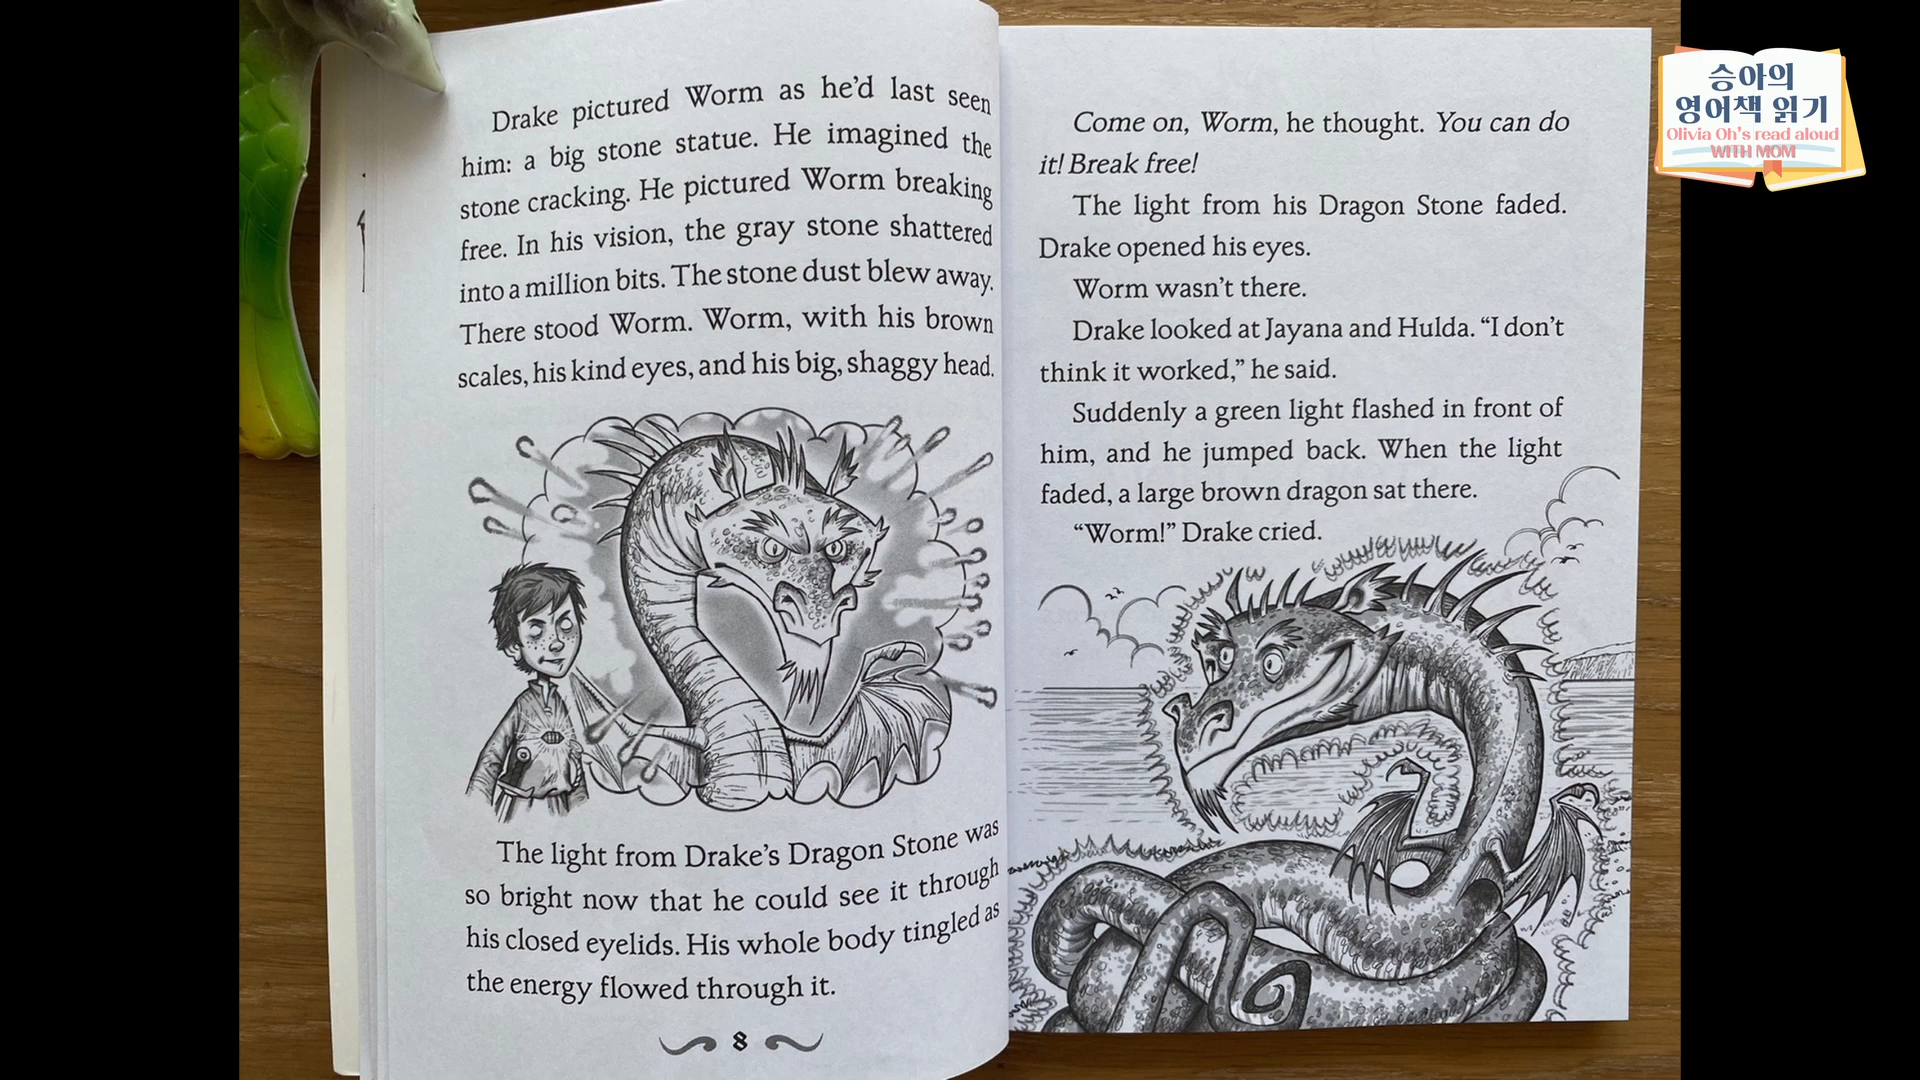 Drake pictured Worm as he'd last seen
him: a big stone statue. He imagined the
stone cracking. He pictured Worm breaking
free. In his vision, the gray stone shattered
into a million bits. The stone dust blew away.
There stood Worm. Worm, with his brown
scales, his kind eyes, and his big, shaggy head.
The light from Drake's Dragon Stone was
so bright now that he could see it through
his closed eyelids. His whole body tingled as
the energy flowed through it.
8
Come on, Worm, he thought. You can do
it! Break free!
The light from his Dragon Stone faded.
Drake opened his eyes.
Worm wasn't there.
Drake looked at Jayana and Hulda. “I don't
think it worked,” he said.
Suddenly a green light flashed in front of
him, and he jumped back. When the light
faded, a large brown dragon sat there.
“Worm!” Drake cried.
승아의
영어책 읽기
Olivia Oh's read aloud
WITH MOM